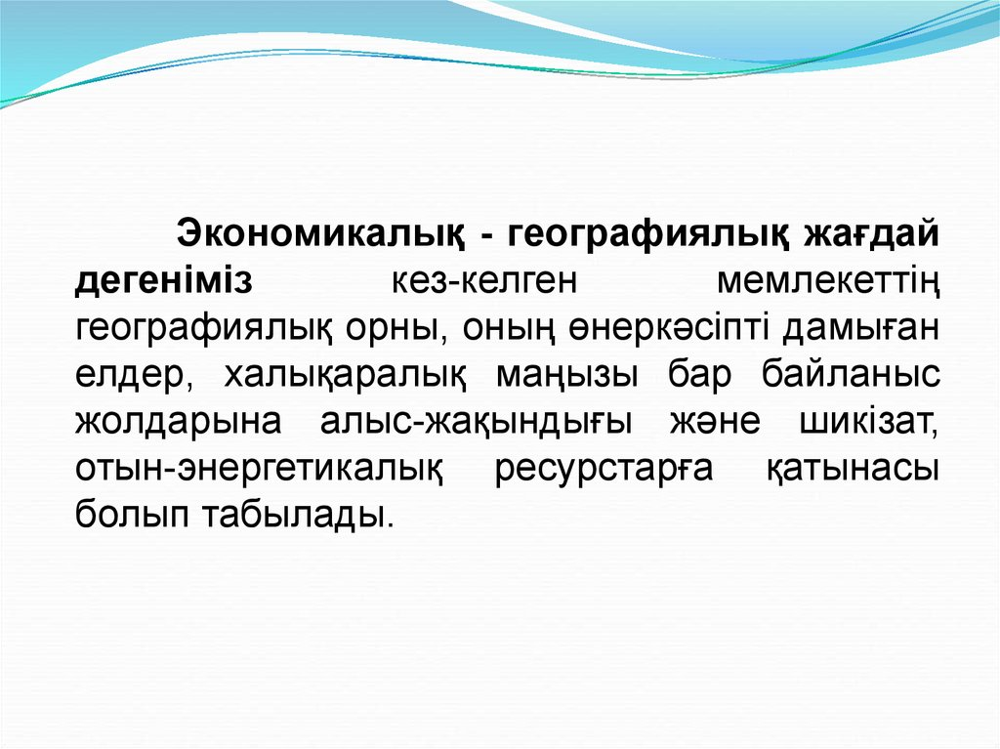 Экономикалық - географиялық жағдай
дегеніміз кез-келген мемлекеттің
географиялық орны, оның өнеркәсіпті дамыған
елдер, халықаралық маңызы бар байланыс
жолдарына алыс-жақындығы және шикізат,
отын-энергетикалық ресурстарға қатынасы
болып табылады.